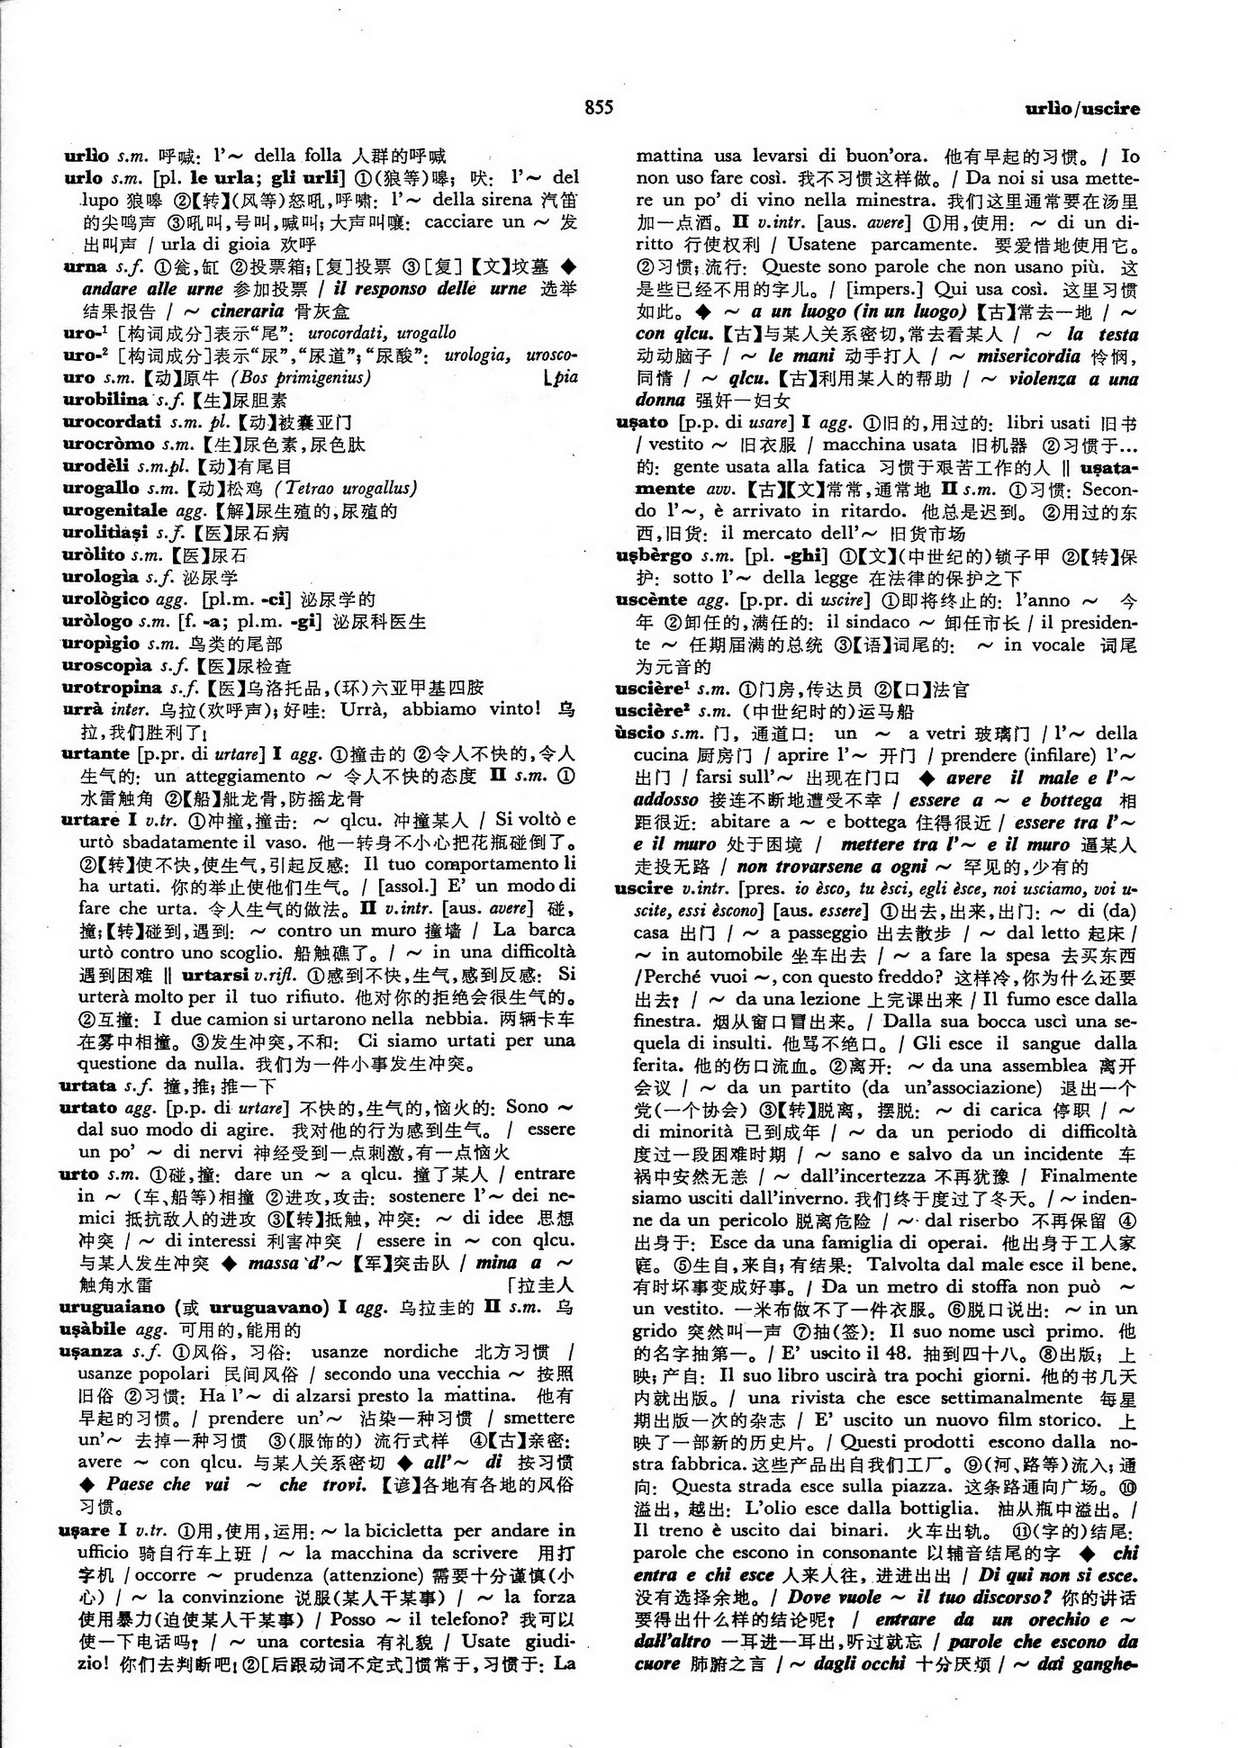 855
urlìo/uscire
urlìo s.m. 呼喊: l'～ della folla 人群的呼喊
urlo s.m. [pl. le urla; gli urli] ①(狼等)嗥; 吠: l'～ del
lupo 狼嗥 ②【转】(风等)怒吼,呼啸: l'～ della sirena 汽笛
的尖鸣声 ③吼叫,号叫,喊叫;大声叫嚷: cacciare un ～ 发
出叫声 / urla di gioia 欢呼
urna s.f. ①瓮,缸 ②投票箱;[复]投票 ③[复]【文】坟墓 ◆
andare alle urne 参加投票 / il responso delle urne 选举
结果报告 / ～ cineraria 骨灰盒
uro-¹ [构词成分]表示“尾”: urocordati, urogallo
uro-² [构词成分]表示“尿”,“尿道”;“尿酸”: urologia, urosco-
uro s.m. 【动】原牛 (Bos primigenius) ⌊pia
urobilina s.f. 【生】尿胆素
urocordati s.m. pl. 【动】被囊亚门
urocròmo s.m. 【生】尿色素,尿色肽
urodèli s.m.pl. 【动】有尾目
urogallo s.m. 【动】松鸡 (Tetrao urogallus)
urogenitale agg. 【解】尿生殖的,尿殖的
urolitìaṣi s.f. 【医】尿石病
uròlito s.m. 【医】尿石
urologìa s.f. 泌尿学
urològico agg. [pl.m. -ci] 泌尿学的
uròlogo s.m. [f. -a; pl.m. -gi] 泌尿科医生
uropìgio s.m. 鸟类的尾部
uroscopìa s.f. 【医】尿检查
urotropina s.f. 【医】乌洛托品,(环)六亚甲基四胺
urrà inter. 乌拉(欢呼声);好哇: Urrà, abbiamo vinto! 乌
拉,我们胜利了!
urtante [p.pr. di urtare] I agg. ①撞击的 ②令人不快的,令人
生气的: un atteggiamento ～ 令人不快的态度 II s.m. ①
水雷触角 ②【船】舭龙骨,防摇龙骨
urtare I v.tr. ①冲撞,撞击: ～ qlcu. 冲撞某人 / Si voltò e
urtò sbadatamente il vaso. 他一转身不小心把花瓶碰倒了。
②【转】使不快,使生气,引起反感: Il tuo comportamento li
ha urtati. 你的举止使他们生气。/ [assol.] E' un modo di
fare che urta. 令人生气的做法。II v.intr. [aus. avere] 碰,
撞;【转】碰到,遇到: ～ contro un muro 撞墙 / La barca
urtò contro uno scoglio. 船触礁了。/ ～ in una difficoltà
遇到困难 ‖ urtarsi v.rifl. ①感到不快,生气,感到反感: Si
urterà molto per il tuo rifiuto. 他对你的拒绝会很生气的。
②互撞: I due camion si urtarono nella nebbia. 两辆卡车
在雾中相撞。③发生冲突,不和: Ci siamo urtati per una
questione da nulla. 我们为一件小事发生冲突。
urtata s.f. 撞,推;推一下
urtato agg. [p.p. di urtare] 不快的,生气的,恼火的: Sono ～
dal suo modo di agire. 我对他的行为感到生气。 / essere
un po' ～ di nervi 神经受到一点刺激,有一点恼火
urto s.m. ①碰,撞: dare un ～ a qlcu. 撞了某人 / entrare
in ～ (车、船等)相撞 ②进攻,攻击: sostenere l'～ dei ne-
mici 抵抗敌人的进攻 ③【转】抵触, 冲突: ～ di idee 思想
冲突 / ～ di interessi 利害冲突 / essere in ～ con qlcu.
与某人发生冲突 ◆ massa d'～ 【军】突击队 / mina a ～
触角水雷 ⌈拉圭人
uruguaiano (或 uruguavano) I agg. 乌拉圭的 II s.m. 乌
uṣàbile agg. 可用的,能用的
uṣanza s.f. ①风俗, 习俗: usanze nordiche 北方习惯 /
usanze popolari 民间风俗 / secondo una vecchia ～ 按照
旧俗 ②习惯: Ha l'～ di alzarsi presto la mattina. 他有
早起的习惯。/ prendere un'～ 沾染一种习惯 / smettere
un'～ 去掉一种习惯 ③(服饰的) 流行式样 ④【古】亲密:
avere ～ con qlcu. 与某人关系密切 ◆ all'～ di 按习惯
◆ Paese che vai ～ che trovi. 【谚】各地有各地的风俗
习惯。
uṣare I v.tr. ①用,使用,运用: ～ la bicicletta per andare in
ufficio 骑自行车上班 / ～ la macchina da scrivere 用打
字机 / occorre ～ prudenza (attenzione) 需要十分谨慎(小
心) / ～ la convinzione 说服(某人干某事) / ～ la forza
使用暴力(迫使某人干某事) / Posso ～ il telefono? 我可以
使一下电话吗? / ～ una cortesia 有礼貌 / Usate giudi-
zio! 你们去判断吧!②[后跟动词不定式]惯常于,习惯于: La
mattina usa levarsi di buon'ora. 他有早起的习惯。/ Io
non uso fare così. 我不习惯这样做。/ Da noi si usa mette-
re un po' di vino nella minestra. 我们这里通常要在汤里
加一点酒。II v.intr. [aus. avere] ①用,使用: ～ di un di-
ritto 行使权利 / Usatene parcamente. 要爱惜地使用它。
②习惯;流行: Queste sono parole che non usano più. 这
是些已经不用的字儿。/ [impers.] Qui usa così. 这里习惯
如此。◆ ～ a un luogo (in un luogo)【古】常去一地 / ～
con qlcu. 【古】与某人关系密切,常去看某人 / ～ la testa
动动脑子 / ～ le mani 动手打人 / ～ misericordia 怜悯,
同情 / ～ qlcu. 【古】利用某人的帮助 / ～ violenza a una
donna 强奸一妇女
uṣato [p.p. di usare] I agg. ①旧的,用过的: libri usati 旧书
/ vestito ～ 旧衣服 / macchina usata 旧机器 ②习惯于…
的: gente usata alla fatica 习惯于艰苦工作的人 ‖ uṣata-
mente avv. 【古】【文】常常,通常地 II s.m. ①习惯: Secon-
do l'～, è arrivato in ritardo. 他总是迟到。②用过的东
西,旧货: il mercato dell'～ 旧货市场
uṣbèrgo s.m. [pl. -ghi] ①【文】(中世纪的)锁子甲 ②【转】保
护: sotto l'～ della legge 在法律的保护之下
uscènte agg. [p.pr. di uscire] ①即将终止的: l'anno ～ 今
年 ②卸任的,满任的: il sindaco ～ 卸任市长 / il presiden-
te ～ 任期届满的总统 ③【语】词尾的: ～ in vocale 词尾
为元音的
uscière¹ s.m. ①门房,传达员 ②【口】法官
uscière² s.m. (中世纪时的)运马船
ùscio s.m. 门, 通道口: un ～ a vetri 玻璃门 / l'～ della
cucina 厨房门 / aprire l'～ 开门 / prendere (infilare) l'～
出门 / farsi sull'～ 出现在门口 ◆ avere il male e l'～
addosso 接连不断地遭受不幸 / essere a ～ e bottega 相
距很近: abitare a ～ e bottega 住得很近 / essere tra l'～
e il muro 处于困境 / mettere tra l'～ e il muro 逼某人
走投无路 / non trovarsene a ogni ～ 罕见的,少有的
uscire v.intr. [pres. io èsco, tu èsci, egli èsce, noi usciamo, voi u-
scite, essi èscono] [aus. essere] ①出去,出来,出门: ～ di (da)
casa 出门 / ～ a passeggio 出去散步 / ～ dal letto 起床 /
～ in automobile 坐车出去 / ～ a fare la spesa 去买东西
/Perché vuoi ～, con questo freddo? 这样冷,你为什么还要
出去? / ～ da una lezione 上完课出来 / Il fumo esce dalla
finestra. 烟从窗口冒出来。/ Dalla sua bocca uscì una se-
quela di insulti. 他骂不绝口。/ Gli esce il sangue dalla
ferita. 他的伤口流血。②离开: ～ da una assemblea 离开
会议 / ～ da un partito (da un'associazione) 退出一个
党(一个协会) ③【转】脱离, 摆脱: ～ di carica 停职 / ～
di minorità 已到成年 / ～ da un periodo di difficoltà
度过一段困难时期 / ～ sano e salvo da un incidente 车
祸中安然无恙 / ～ dall'incertezza 不再犹豫 / Finalmente
siamo usciti dall'inverno. 我们终于度过了冬天。/ ～ inden-
ne da un pericolo 脱离危险 / ～ dal riserbo 不再保留 ④
出身于: Esce da una famiglia di operai. 他出身于工人家
庭。⑤生自,来自;有结果: Talvolta dal male esce il bene.
有时坏事变成好事。/ Da un metro di stoffa non può ～
un vestito. 一米布做不了一件衣服。⑥脱口说出: ～ in un
grido 突然叫一声 ⑦抽(签): Il suo nome uscì primo. 他
的名字抽第一。/ E' uscito il 48. 抽到四十八。⑧出版; 上
映;产自: Il suo libro uscirà tra pochi giorni. 他的书几天
内就出版。/ una rivista che esce settimanalmente 每星
期出版一次的杂志 / E' uscito un nuovo film storico. 上
映了一部新的历史片。/ Questi prodotti escono dalla no-
stra fabbrica. 这些产品出自我们工厂。⑨(河、路等)流入;通
向: Questa strada esce sulla piazza. 这条路通向广场。⑩
溢出, 越出: L'olio esce dalla bottiglia. 油从瓶中溢出。/
Il treno è uscito dai binari. 火车出轨。 ⑪(字的)结尾:
parole che escono in consonante 以辅音结尾的字 ◆ chi
entra e chi esce 人来人往, 进进出出 / Di qui non si esce.
没有选择余地。/ Dove vuole ～ il tuo discorso? 你的讲话
要得出什么样的结论呢? / entrare da un orechio e ～
dall'altro 一耳进一耳出,听过就忘 / parole che escono da
cuore 肺腑之言 / ～ dagli occhi 十分厌烦 / ～ dai ganghe-